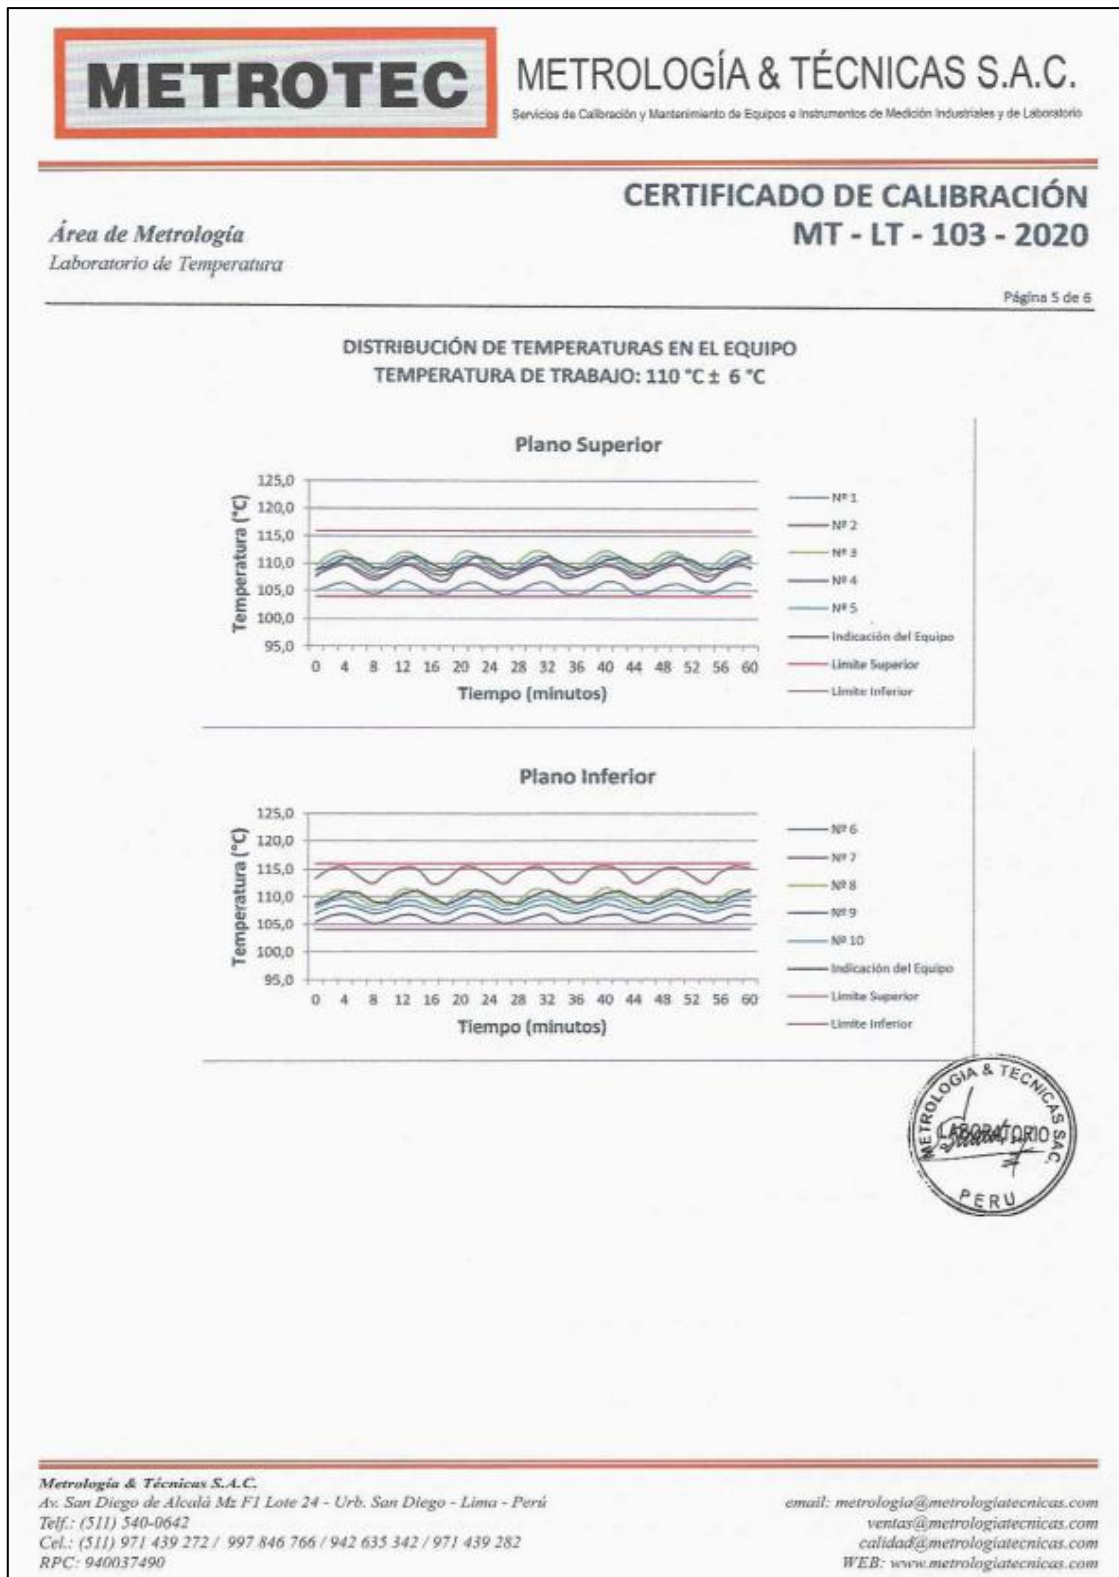 METROTEC
METROLOGÍA & TÉCNICAS S.A.C.
Servicios de Calibración y Mantenimiento de Equipos e Instrumentos de Medición Industriales y de Laboratorio
CERTIFICADO DE CALIBRACIÓN
MT - LT - 103 - 2020
Área de Metrología
Laboratorio de Temperatura
Página 5 de 6
DISTRIBUCIÓN DE TEMPERATURAS EN EL EQUIPO
TEMPERATURA DE TRABAJO: 110 °C ± 6 °C
Plano Superior
Temperatura (°C)
125,0
120,0
115,0
110,0
105,0
100,0
95,0
0 4 8 12 16 20 24 28 32 36 40 44 48 52 56 60
Tiempo (minutos)
Nº 1
Nº 2
Nº 3
Nº 4
Nº 5
Indicación del Equipo
Limite Superior
Limite Inferior
Plano Inferior
Temperatura (°C)
125,0
120,0
115,0
110,0
105,0
100,0
95,0
0 4 8 12 16 20 24 28 32 36 40 44 48 52 56 60
Tiempo (minutos)
Nº 6
Nº 7
Nº 8
Nº 9
Nº 10
Indicación del Equipo
Limite Superior
Limite Inferior
METROLOGIA & TECNICAS SAC.
LABORATORIO
PERU
Metrología & Técnicas S.A.C.
Av. San Diego de Alcalá Mz F1 Lote 24 - Urb. San Diego - Lima - Perú
Telf.: (511) 540-0642
Cel.: (511) 971 439 272 / 997 846 766 / 942 635 342 / 971 439 282
RPC: 940037490
email: metrologia@metrologiatecnicas.com
ventas@metrologiatecnicas.com
calidad@metrologiatecnicas.com
WEB: www.metrologiatecnicas.com